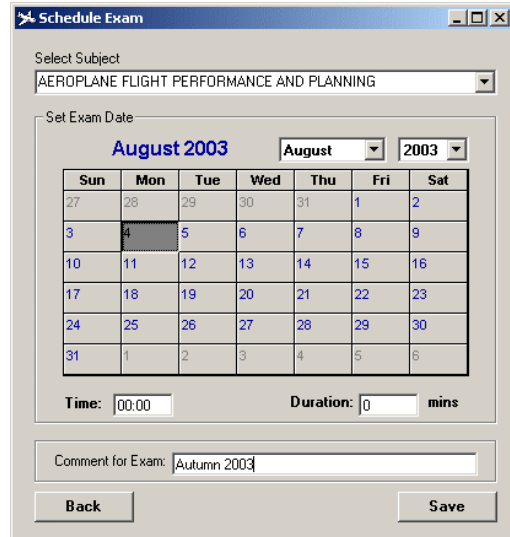 Schedule Exam
Select Subject
AEROPLANE FLIGHT PERFORMANCE AND PLANNING
Set Exam Date
August 2003 August 2003
Sun Mon Tue Wed Thu Fri Sat
27 28 29 30 31 1 2
3 4 5 6 7 8 9
10 11 12 13 14 15 16
17 18 19 20 21 22 23
24 25 26 27 28 29 30
31 1 2 3 4 5 6
Time: 00:00 Duration: 0 mins
Comment for Exam: Autumn 2003
Back Save